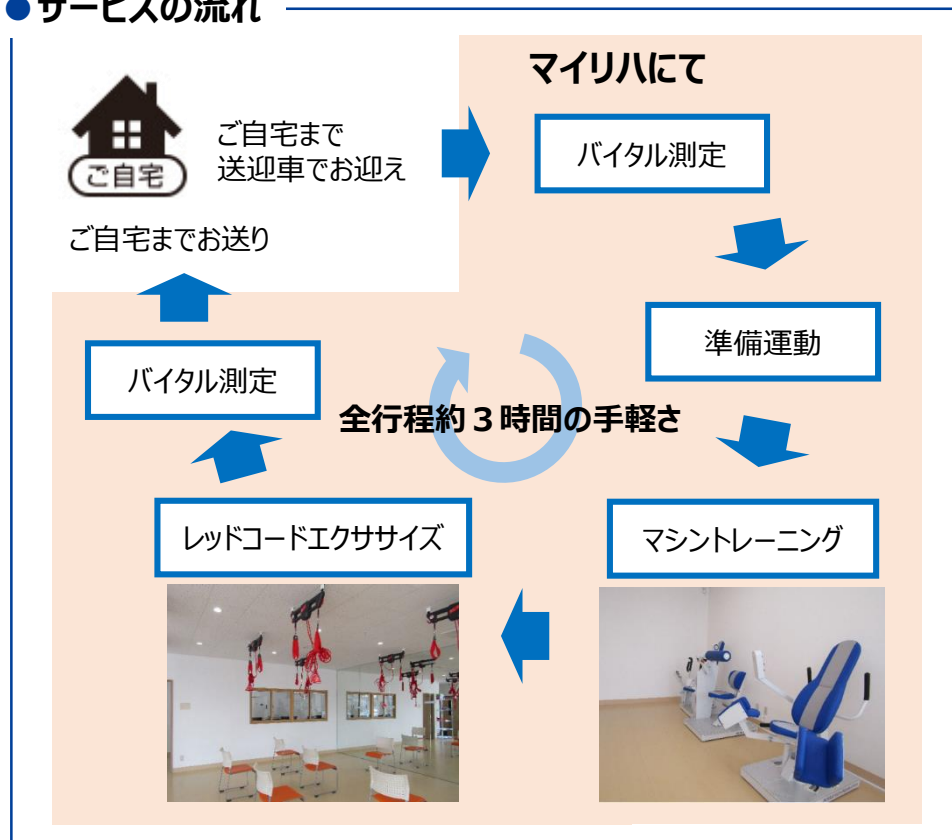 ●サービスの流れ
マイリハにて
ご自宅
ご自宅まで
送迎車でお迎え
バイタル測定
準備運動
マシントレーニング
レッドコードエクササイズ
バイタル測定
ご自宅までお送り
全行程約３時間の手軽さ